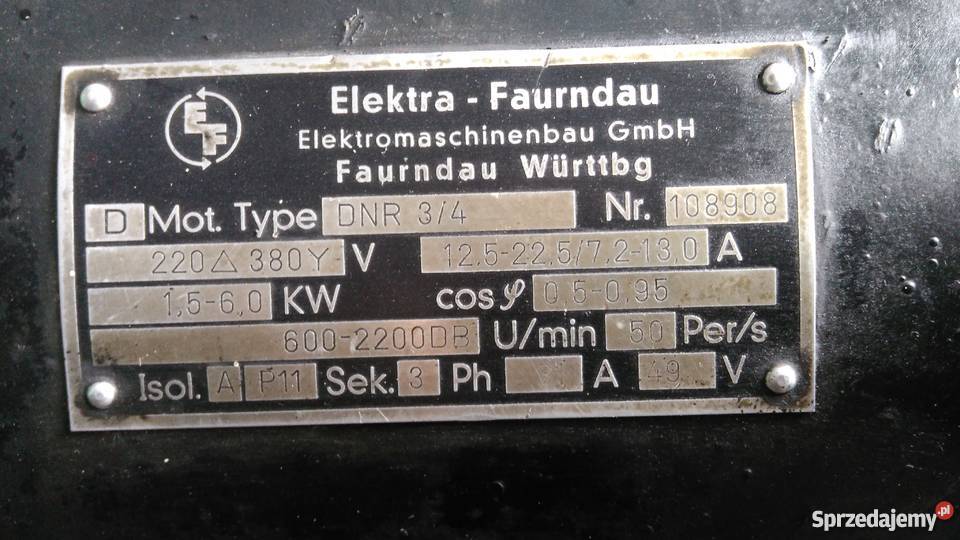 EF
Elektra - Faurndau
Elektromaschinenbau GmbH
Faurndau Württbg
D Mot. Type DNR 3/4 Nr. 108908
220△ 380Y V 12,5-22,5/7,2-13,0 A
1,5-6,0 KW cosφ 0,5-0,95
600-2200DB U/min 50 Per/s
Isol. A P11 Sek. 3 Ph A 49 V
Sprzedajemy.pl